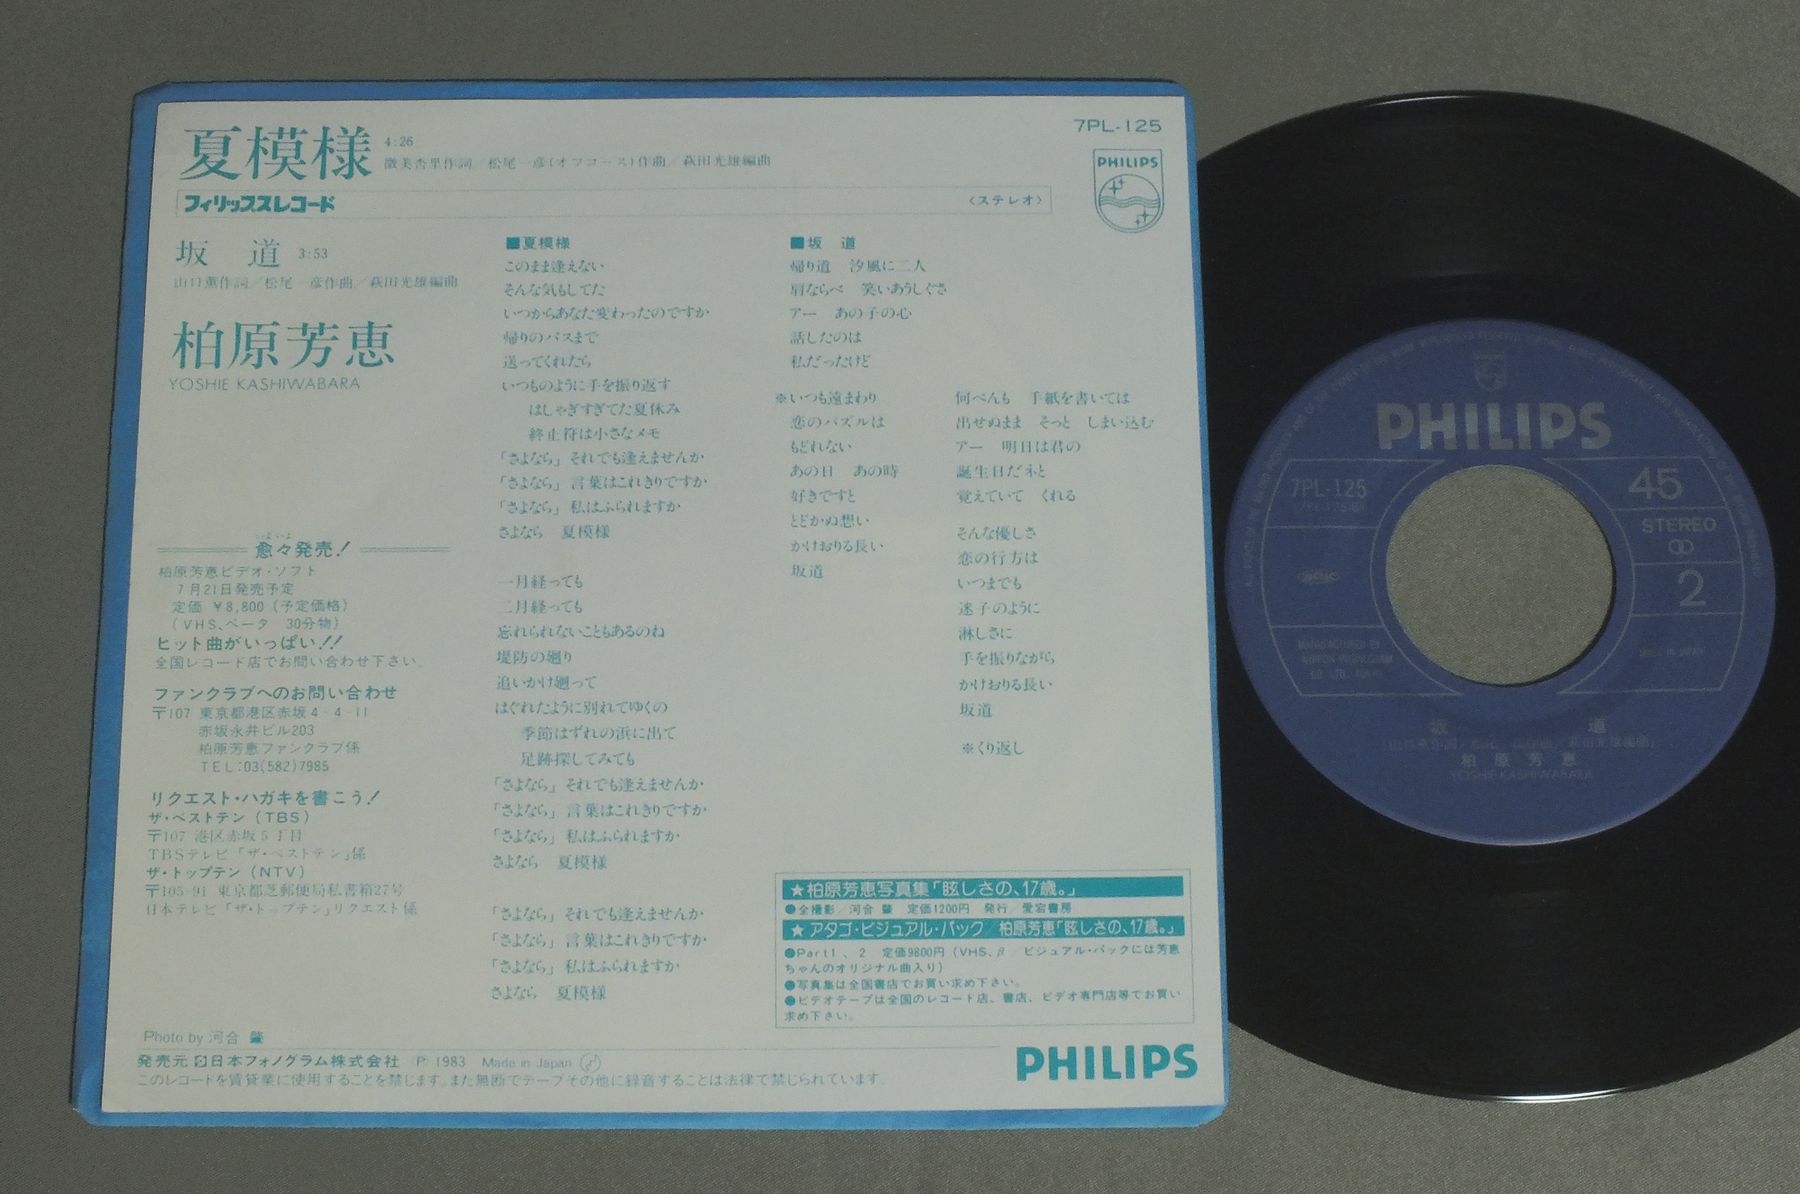 夏模様 4:26
微美杏里作詞／松尾一彦(オフコース)作曲／萩田光雄編曲
7PL-125
PHILIPS
フィリップスレコード
〈ステレオ〉
坂 道 3:53
山口薫作詞／松尾一彦作曲／萩田光雄編曲
柏原芳恵
YOSHIE KASHIWABARA
いよいよ
愈々発売！
柏原芳恵ビデオ・ソフト
7月21日発売予定
定価 ￥8,800（予定価格）
（VHS、ベータ 30分物）
ヒット曲がいっぱい！！
全国レコード店でお問い合わせ下さい。
ファンクラブへのお問い合わせ
〒107 東京都港区赤坂4-4-11
赤坂永井ビル203
柏原芳恵ファンクラブ係
TEL:03(582)7985
リクエスト・ハガキを書こう！
ザ・ベストテン（TBS）
〒107 港区赤坂5丁目
TBSテレビ「ザ・ベストテン」係
ザ・トップテン（NTV）
〒105-91 東京都芝郵便局私書箱27号
日本テレビ「ザ・トップテン」リクエスト係
■夏模様
このまま逢えない
そんな気もしてた
いつからあなた変わったのですか
帰りのバスまで
送ってくれたら
いつものように手を振り返す
はしゃぎすぎてた夏休み
終止符は小さなメモ
「さよなら」それでも逢えませんか
「さよなら」言葉はこれきりですか
「さよなら」私はふられますか
さよなら 夏模様
一月経っても
二月経っても
忘れられないこともあるのね
堤防の廻り
追いかけ廻って
はぐれたように別れてゆくの
季節はずれの浜に出て
足跡探してみても
「さよなら」それでも逢えませんか
「さよなら」言葉はこれきりですか
「さよなら」私はふられますか
さよなら 夏模様
「さよなら」それでも逢えませんか
「さよなら」言葉はこれきりですか
「さよなら」私はふられますか
さよなら 夏模様
■坂 道
帰り道 汐風に二人
肩ならべ 笑いあうしぐさ
アー あの子の心
話したのは
私だったけど
※いつも遠まわり
恋のパズルは
もどれない
あの日 あの時
好きですと
とどかぬ想い
かけおりる長い
坂道
何べんも 手紙を書いては
出せぬまま そっと しまい込む
アー 明日は君の
誕生日だネと
覚えていて くれる
そんな優しさ
恋の行方は
いつまでも
迷子のように
淋しさに
手を振りながら
かけおりる長い
坂道
※くり返し
★柏原芳恵写真集「眩しさの、17歳。」
●全撮影／河合 肇 定価1200円 発行／愛宕書房
★アタゴ・ビジュアル・パック／柏原芳恵「眩しさの、17歳。」
●Part1、2 定価9800円（VHS、β／ビジュアル・パックには芳恵
ちゃんのオリジナル曲入り）
●写真集は全国書店でお買い求め下さい。
●ビデオテープは全国のレコード店、書店、ビデオ専門店等でお買い
求め下さい。
Photo by 河合 肇
発売元 日本フォノグラム株式会社 P 1983 Made in Japan
このレコードを賃貸業に使用することを禁じます。また無断でテープその他に録音することは法律で禁じられています。
PHILIPS
PHILIPS
7PL-125
45
STEREO
2
MANUFACTURED BY
NIPPON PHONOGRAM
CO. LTD.
MADE IN JAPAN
坂 道
柏原芳恵
YOSHIE KASHIWABARA